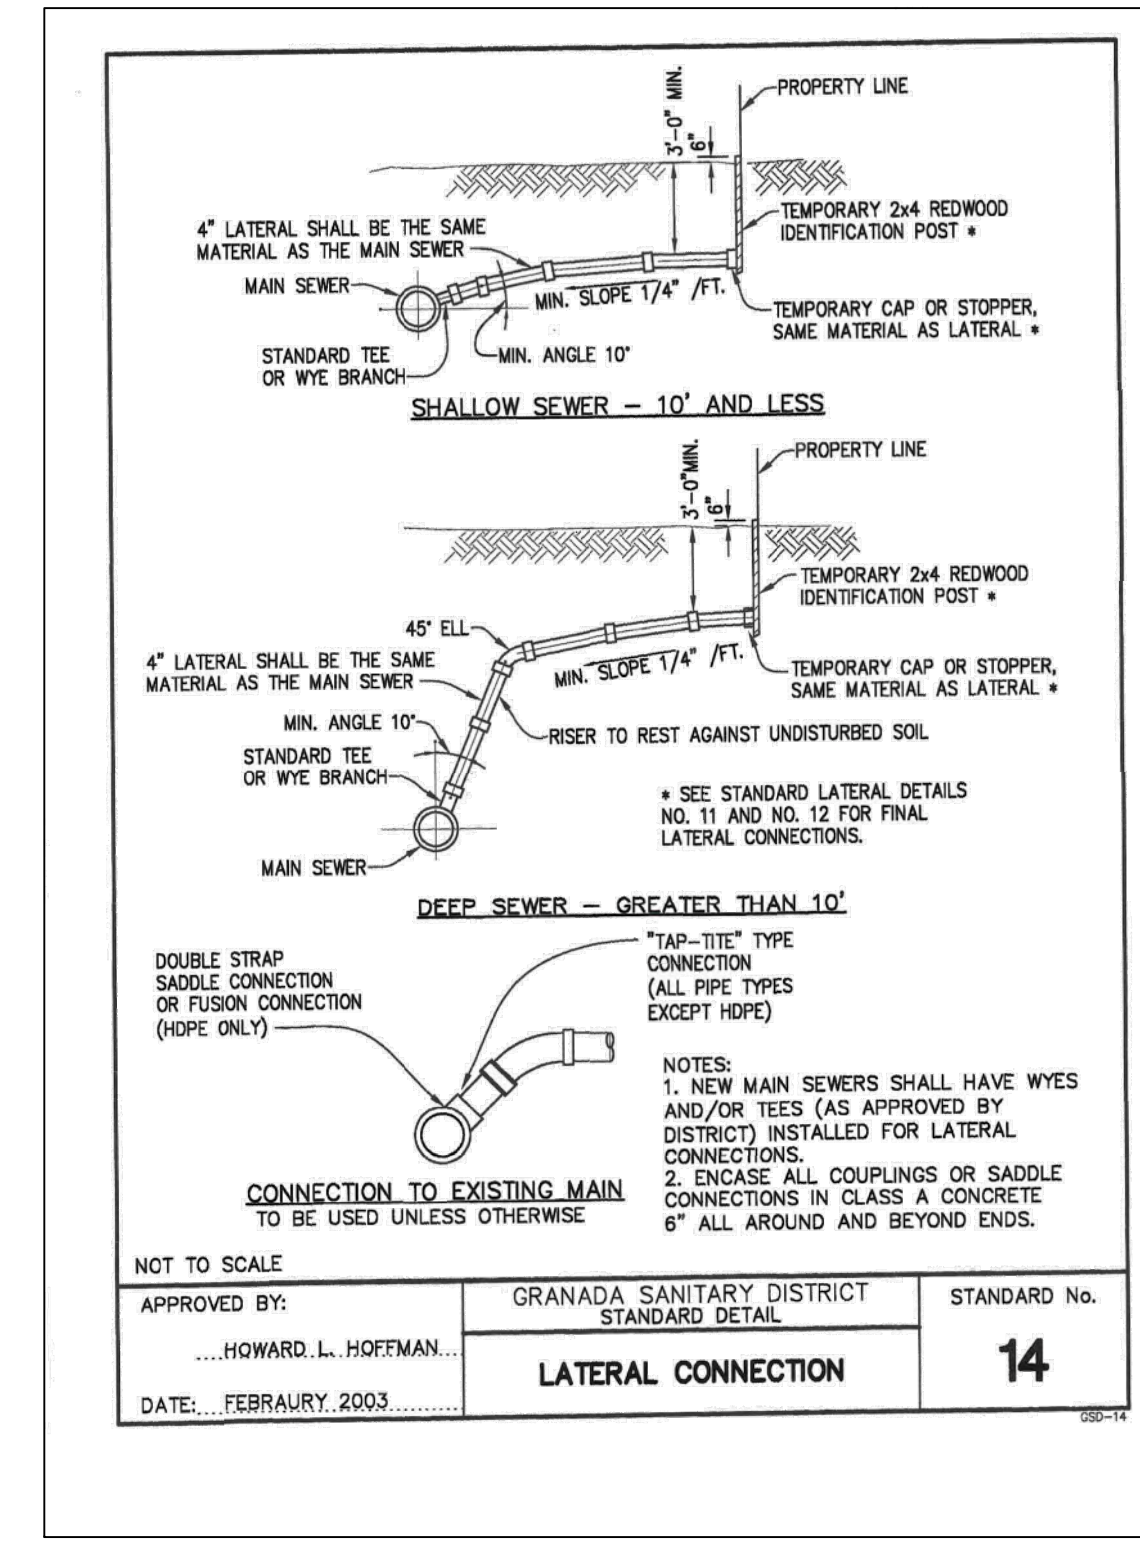 3'-0" MIN.
6"
PROPERTY LINE
4" LATERAL SHALL BE THE SAME
MATERIAL AS THE MAIN SEWER
TEMPORARY 2x4 REDWOOD
IDENTIFICATION POST *
MAIN SEWER
MIN. SLOPE 1/4" /FT.
TEMPORARY CAP OR STOPPER,
SAME MATERIAL AS LATERAL *
STANDARD TEE
OR WYE BRANCH
MIN. ANGLE 10°
SHALLOW SEWER - 10' AND LESS
3'-0"MIN.
6"
PROPERTY LINE
TEMPORARY 2x4 REDWOOD
IDENTIFICATION POST *
45° ELL
4" LATERAL SHALL BE THE SAME
MATERIAL AS THE MAIN SEWER
MIN. SLOPE 1/4" /FT.
TEMPORARY CAP OR STOPPER,
SAME MATERIAL AS LATERAL *
MIN. ANGLE 10°
RISER TO REST AGAINST UNDISTURBED SOIL
STANDARD TEE
OR WYE BRANCH
* SEE STANDARD LATERAL DETAILS
NO. 11 AND NO. 12 FOR FINAL
LATERAL CONNECTIONS.
MAIN SEWER
DEEP SEWER - GREATER THAN 10'
DOUBLE STRAP
SADDLE CONNECTION
OR FUSION CONNECTION
(HDPE ONLY)
"TAP-TITE" TYPE
CONNECTION
(ALL PIPE TYPES
EXCEPT HDPE)
NOTES:
1. NEW MAIN SEWERS SHALL HAVE WYES
AND/OR TEES (AS APPROVED BY
DISTRICT) INSTALLED FOR LATERAL
CONNECTIONS.
2. ENCASE ALL COUPLINGS OR SADDLE
CONNECTIONS IN CLASS A CONCRETE
6" ALL AROUND AND BEYOND ENDS.
CONNECTION TO EXISTING MAIN
TO BE USED UNLESS OTHERWISE
NOT TO SCALE
APPROVED BY:
HOWARD L. HOFFMAN
DATE: FEBRAURY 2003
GRANADA SANITARY DISTRICT
STANDARD DETAIL
LATERAL CONNECTION
STANDARD No.
14
GSD-14